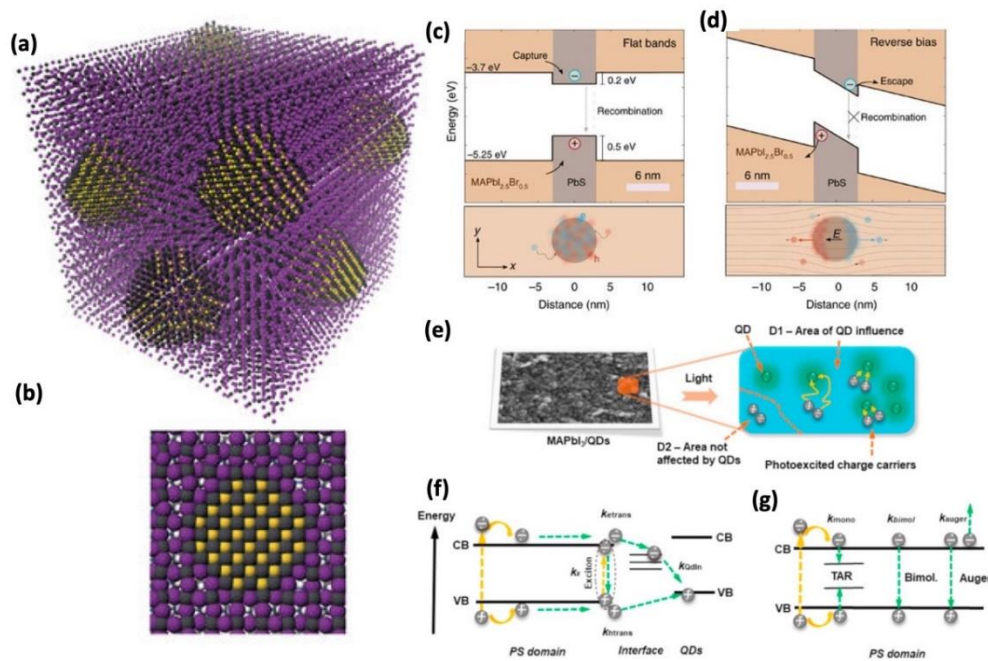 (a)
(b)
(c)
Flat bands
Capture
−3.7 eV
0.2 eV
Energy (eV)
Recombination
−5.25 eV
0.5 eV
MAPbI2.5Br0.5
PbS
6 nm
y
x
h
−10 −5 0 5 10
Distance (nm)
(d)
Reverse bias
Escape
Recombination
MAPbI2.5Br0.5
6 nm
PbS
E
−10 −5 0 5 10
Distance (nm)
(e)
QD
D1 – Area of QD influence
Light
MAPbI3/QDs
D2 – Area not
affected by QDs
Photoexcited charge carriers
(f)
Energy
CB
VB
ketrans
kx
Exciton
khtrans
kQdIn
CB
VB
PS domain
Interface
QDs
(g)
kmono
kbimol
kauger
CB
TAR
Bimol.
Auger
VB
PS domain